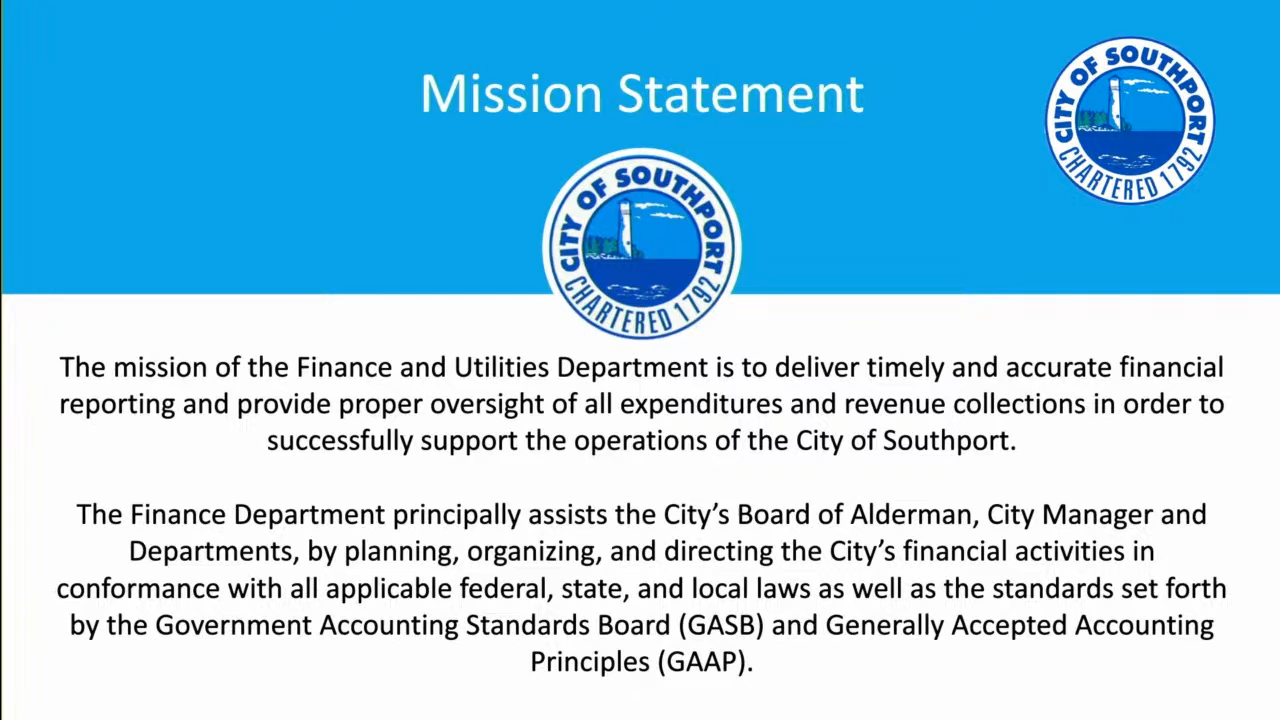 Mission Statement
CITY OF SOUTHPORT
CHARTERED 1792
CITY OF SOUTHPORT
CHARTERED 1792
The mission of the Finance and Utilities Department is to deliver timely and accurate financial
reporting and provide proper oversight of all expenditures and revenue collections in order to
successfully support the operations of the City of Southport.
The Finance Department principally assists the City’s Board of Alderman, City Manager and
Departments, by planning, organizing, and directing the City’s financial activities in
conformance with all applicable federal, state, and local laws as well as the standards set forth
by the Government Accounting Standards Board (GASB) and Generally Accepted Accounting
Principles (GAAP).